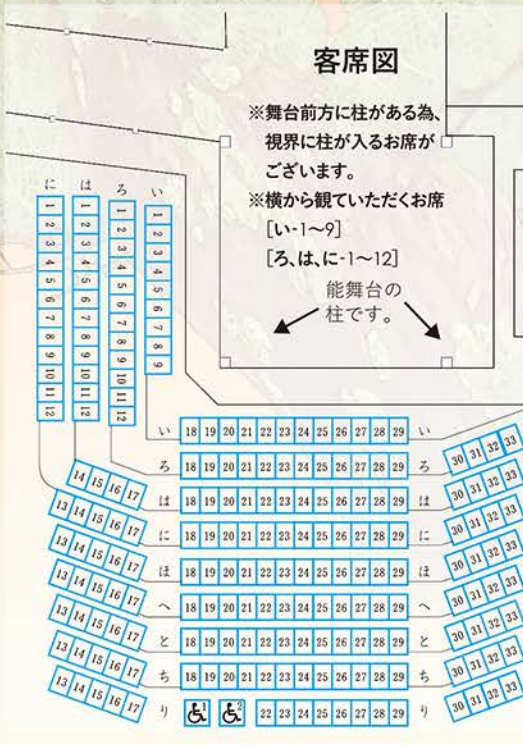 客席図
※舞台前方に柱がある為、
視界に柱が入るお席が
ございます。
※横から観ていただくお席
[い-1～9]
[ろ、は、に-1～12]
能舞台の
柱です。
に 1 2 3 4 5 6 7 8 9 10 11 12
は 1 2 3 4 5 6 7 8 9 10 11 12
ろ 1 2 3 4 5 6 7 8 9 10 11 12
い 1 2 3 4 5 6 7 8 9
い 18 19 20 21 22 23 24 25 26 27 28 29 い
ろ 18 19 20 21 22 23 24 25 26 27 28 29 ろ 30 31 32 33
14 15 16 17 は 18 19 20 21 22 23 24 25 26 27 28 29 は 30 31 32 33
13 14 15 16 17 に 18 19 20 21 22 23 24 25 26 27 28 29 に 30 31 32 33
13 14 15 16 17 ほ 18 19 20 21 22 23 24 25 26 27 28 29 ほ 30 31 32 33
13 14 15 16 17 へ 18 19 20 21 22 23 24 25 26 27 28 29 へ 30 31 32 33
13 14 15 16 17 と 18 19 20 21 22 23 24 25 26 27 28 29 と 30 31 32 33
13 14 15 16 17 ち 18 19 20 21 22 23 24 25 26 27 28 29 ち 30 31 32 33
13 14 15 16 17 り 1 2 22 23 24 25 26 27 28 29 り 30 31 32 33